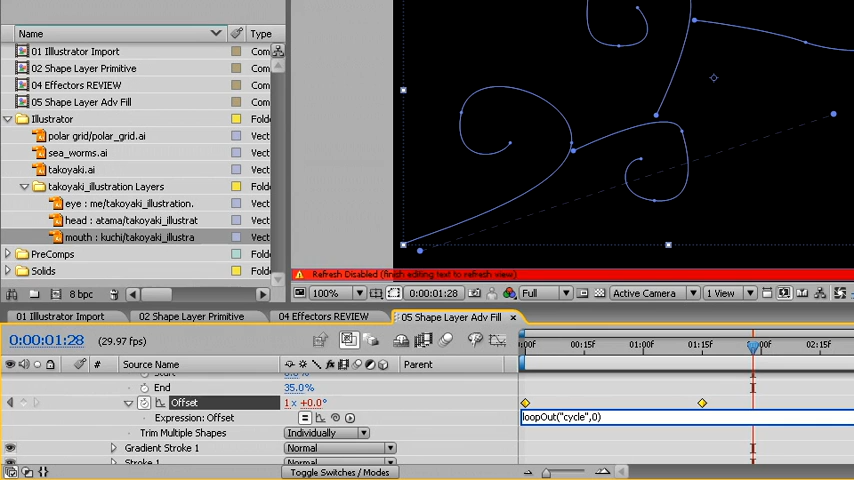 Name
Type
01 Illustrator Import
Com
02 Shape Layer Primitive
Com
04 Effectors REVIEW
Com
05 Shape Layer Adv Fill
Com
Illustrator
Folde
polar grid/polar_grid.ai
Vect
sea_worms.ai
Vect
takoyaki.ai
Vect
takoyaki_illustration Layers
Folde
eye : me/takoyaki_illustration.
Vect
head : atama/takoyaki_illustrat
Vect
mouth : kuchi/takoyaki_illustra
Vect
PreComps
Folde
Solids
Folde
8 bpc
Refresh Disabled (finish editing text to refresh view)
100%
0:00:01:28
Full
Active Camera
1 View
01 Illustrator Import
02 Shape Layer Primitive
04 Effectors REVIEW
05 Shape Layer Adv Fill
0:00:01:28
(29.97 fps)
:00f
00:15f
01:00f
01:15f
:00f
02:15f
#
Source Name
Parent
Start
End
35.0%
Offset
1 x +0.0°
Expression: Offset
loopOut("cycle",0)
Trim Multiple Shapes
Individually
Gradient Stroke 1
Normal
Stroke 1
Normal
Toggle Switches / Modes